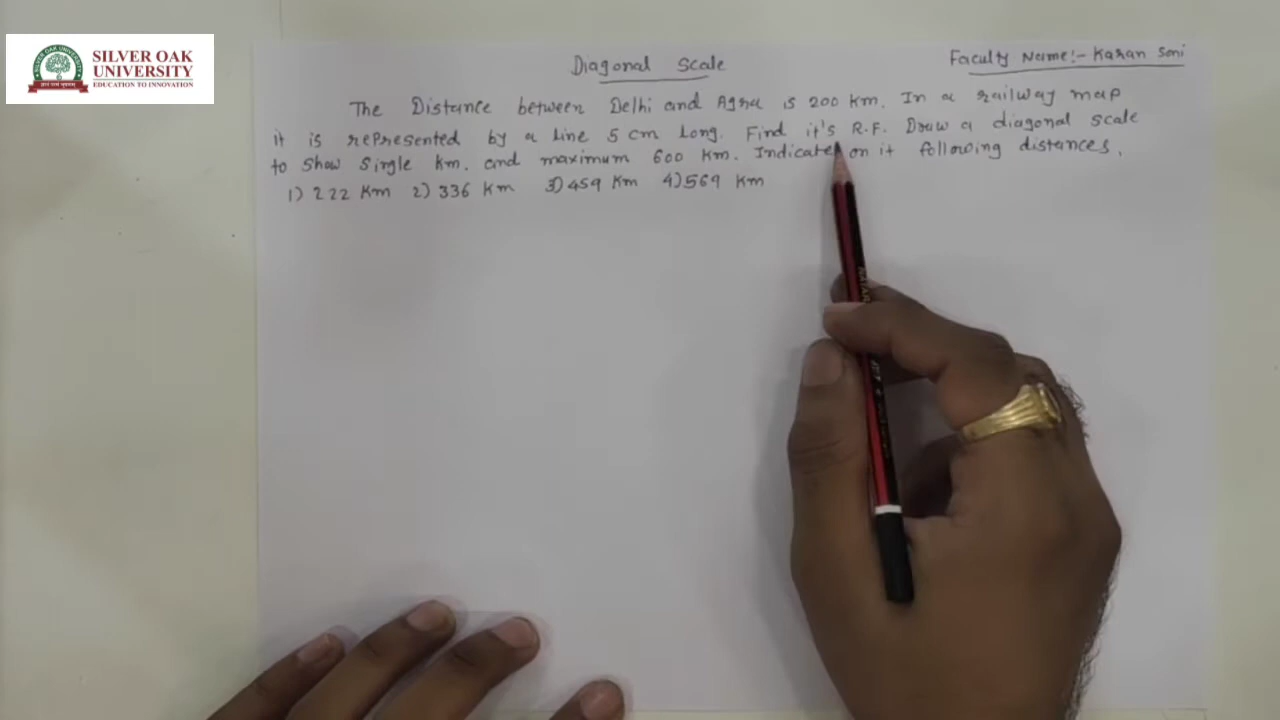 SILVER OAK
UNIVERSITY
EDUCATION TO INNOVATION
Diagonal Scale
Faculty Name:- Karan Soni
The Distance between Delhi and Agra is 200 km. In a railway map
it is represented by a line 5 cm long. Find it's R.F. Draw a diagonal scale
to show single km. and maximum 600 km. Indicate on it following distances.
1) 222 km 2) 336 km 3) 459 km 4) 569 km